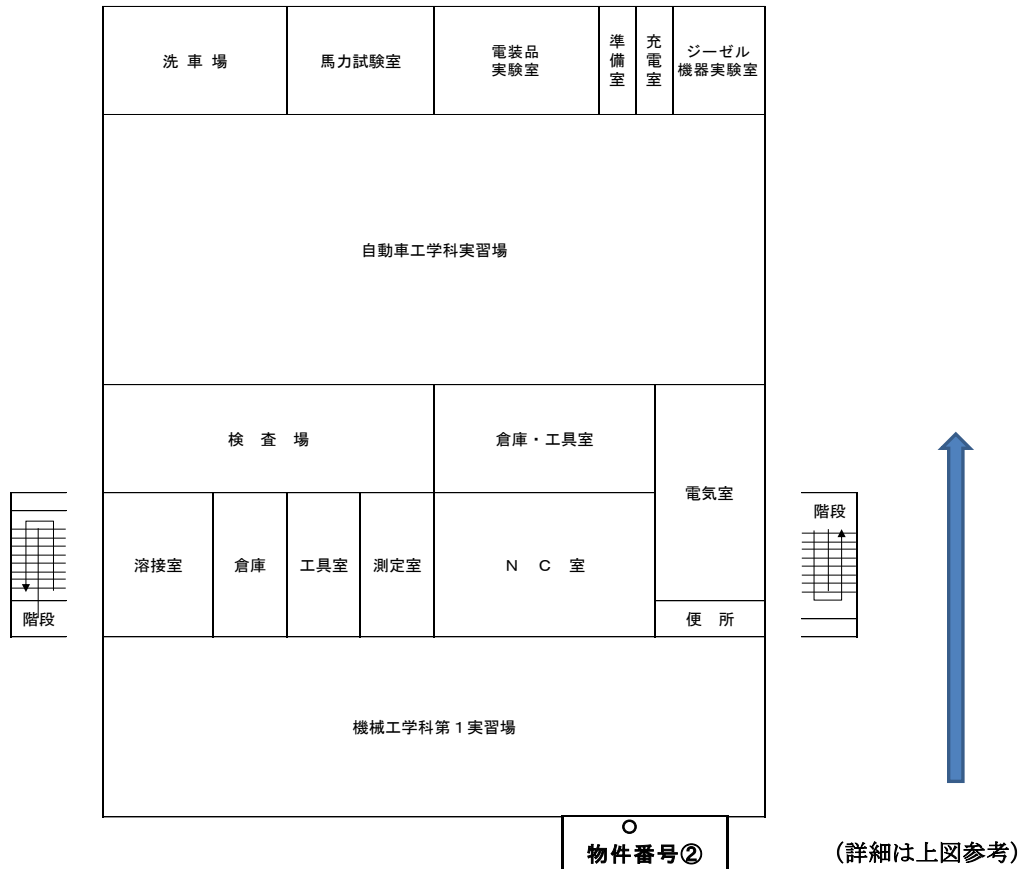 洗 車 場
馬力試験室
電装品
実験室
準備室
充電室
ジーゼル
機器実験室
自動車工学科実習場
検 査 場
倉庫・工具室
電気室
階段
溶接室
倉庫
工具室
測定室
N C 室
階段
便 所
機械工学科第1実習場
物件番号②
(詳細は上図参考)